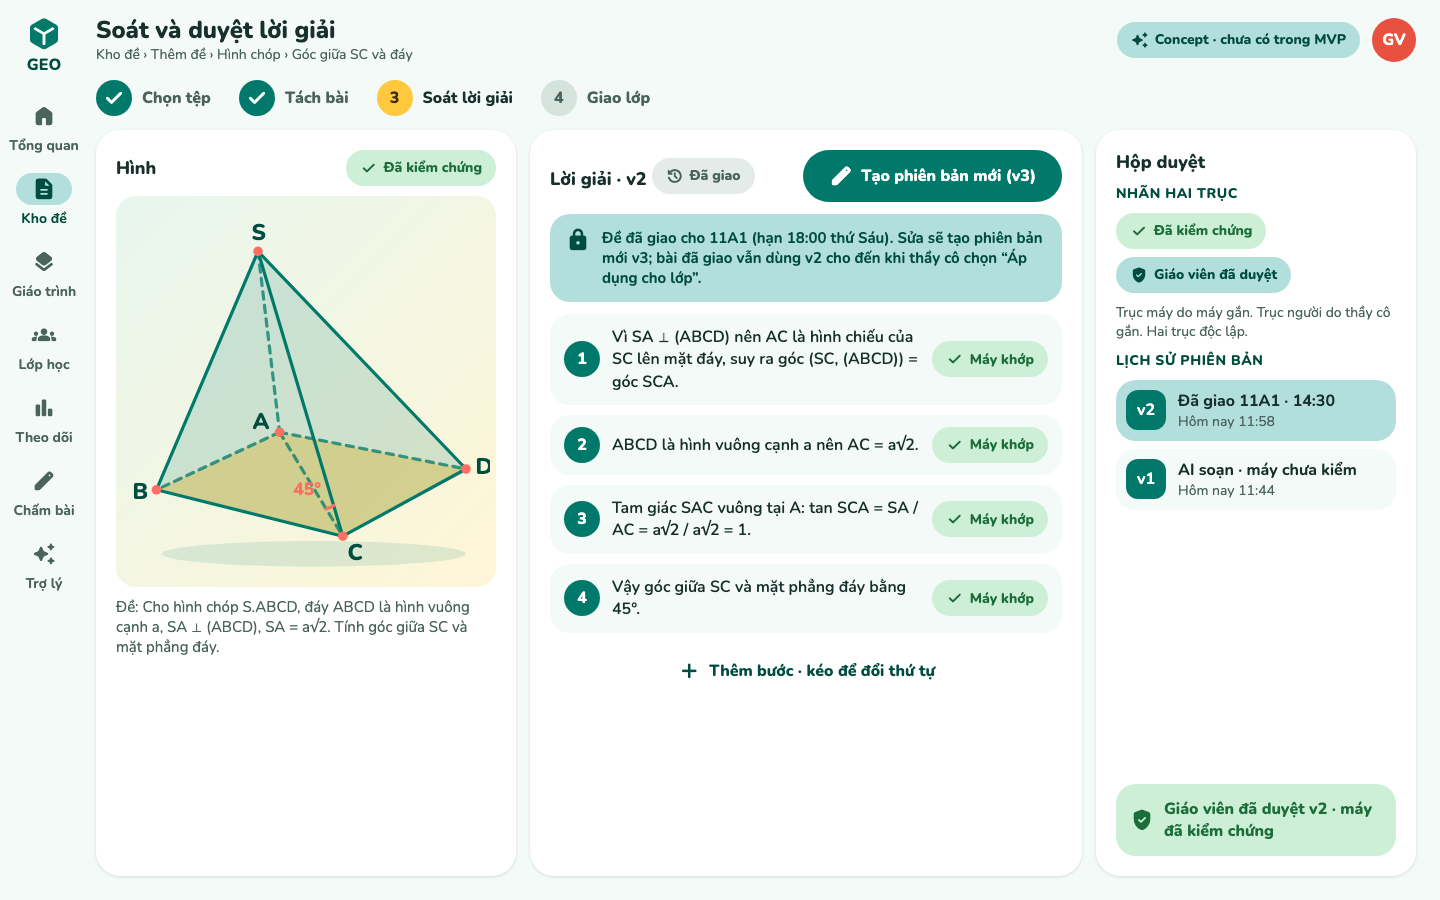 GEO
Tổng quan
Kho đề
Giáo trình
Lớp học
Theo dõi
Chấm bài
Trợ lý
Soát và duyệt lời giải
Kho đề › Thêm đề › Hình chóp › Góc giữa SC và đáy
Concept · chưa có trong MVP
GV
Chọn tệp
Tách bài
3 Soát lời giải
4 Giao lớp
Hình
Đã kiểm chứng
S
A
B
D
45°
C
Đề: Cho hình chóp S.ABCD, đáy ABCD là hình vuông
cạnh a, SA ⊥ (ABCD), SA = a√2. Tính góc giữa SC và
mặt phẳng đáy.
Lời giải · v2
Đã giao
Tạo phiên bản mới (v3)
Đề đã giao cho 11A1 (hạn 18:00 thứ Sáu). Sửa sẽ tạo phiên bản
mới v3; bài đã giao vẫn dùng v2 cho đến khi thầy cô chọn “Áp
dụng cho lớp”.
1
Vì SA ⊥ (ABCD) nên AC là hình chiếu của
SC lên mặt đáy, suy ra góc (SC, (ABCD)) =
góc SCA.
Máy khớp
2
ABCD là hình vuông cạnh a nên AC = a√2.
Máy khớp
3
Tam giác SAC vuông tại A: tan SCA = SA /
AC = a√2 / a√2 = 1.
Máy khớp
4
Vậy góc giữa SC và mặt phẳng đáy bằng
45°.
Máy khớp
Thêm bước · kéo để đổi thứ tự
Hộp duyệt
NHÃN HAI TRỤC
Đã kiểm chứng
Giáo viên đã duyệt
Trục máy do máy gắn. Trục người do thầy cô
gắn. Hai trục độc lập.
LỊCH SỬ PHIÊN BẢN
v2
Đã giao 11A1 · 14:30
Hôm nay 11:58
v1
AI soạn · máy chưa kiểm
Hôm nay 11:44
Giáo viên đã duyệt v2 · máy
đã kiểm chứng